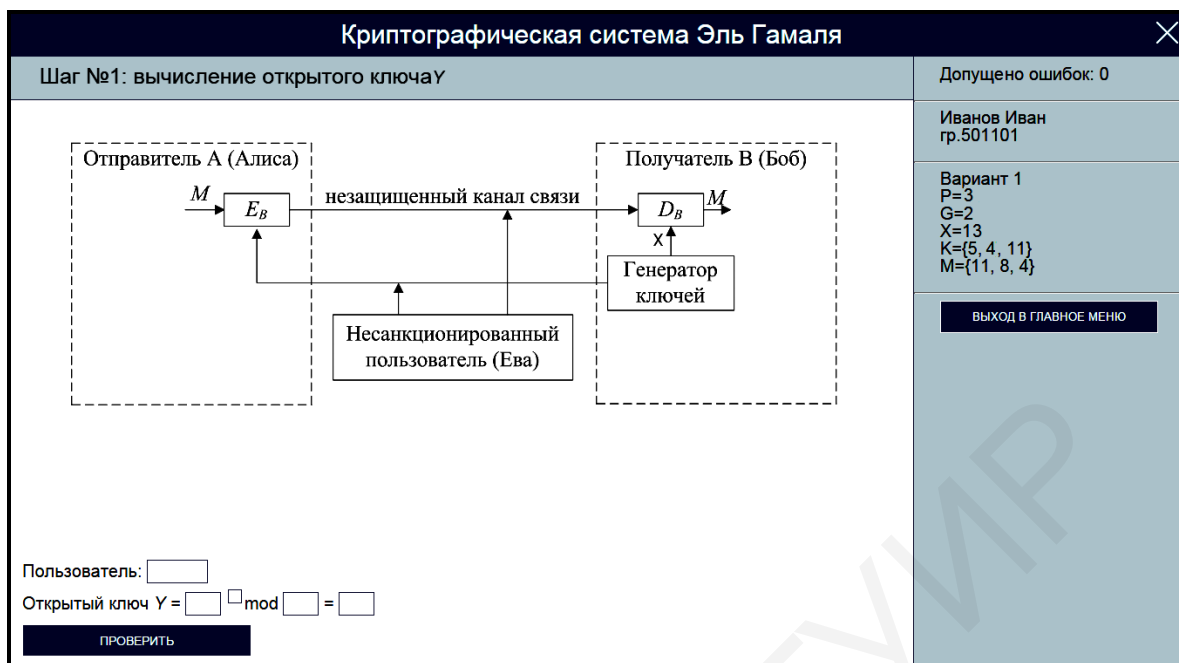 Криптографическая система Эль Гамаля
Шаг №1: вычисление открытого ключаY
Допущено ошибок: 0
Иванов Иван
гр.501101
Вариант 1
P=3
G=2
X=13
K={5, 4, 11}
M={11, 8, 4}
ВЫХОД В ГЛАВНОЕ МЕНЮ
Отправитель А (Алиса)
Получатель В (Боб)
M
E_B
незащищенный канал связи
D_B
M
X
Генератор
ключей
Несанкционированный
пользователь (Ева)
Пользователь:
Открытый ключ Y = mod =
ПРОВЕРИТЬ